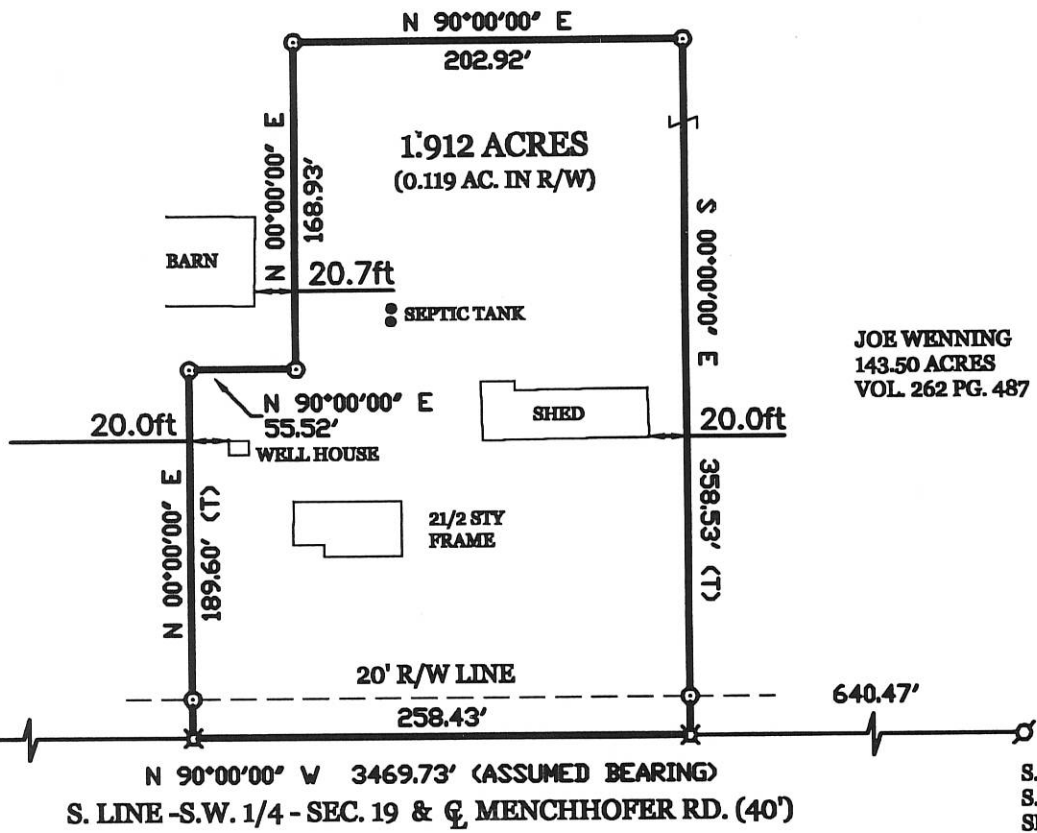 N 90°00'00" E
202.92'
1.912 ACRES
(0.119 AC. IN R/W)
N 00°00'00" E
168.93'
S 00°00'00" E
358.53' (T)
BARN
20.7ft
SEPTIC TANK
JOE WENNING
143.50 ACRES
VOL. 262 PG. 487
N 90°00'00" E
55.52'
SHED
20.0ft
20.0ft
WELL HOUSE
N 00°00'00" E
189.60' (T)
21/2 STY
FRAME
20' R/W LINE
640.47'
258.43'
N 90°00'00" W 3469.73' (ASSUMED BEARING)
S. LINE -S.W. 1/4 - SEC. 19 & ℄ MENCHHOFER RD. (40')
S.
S.